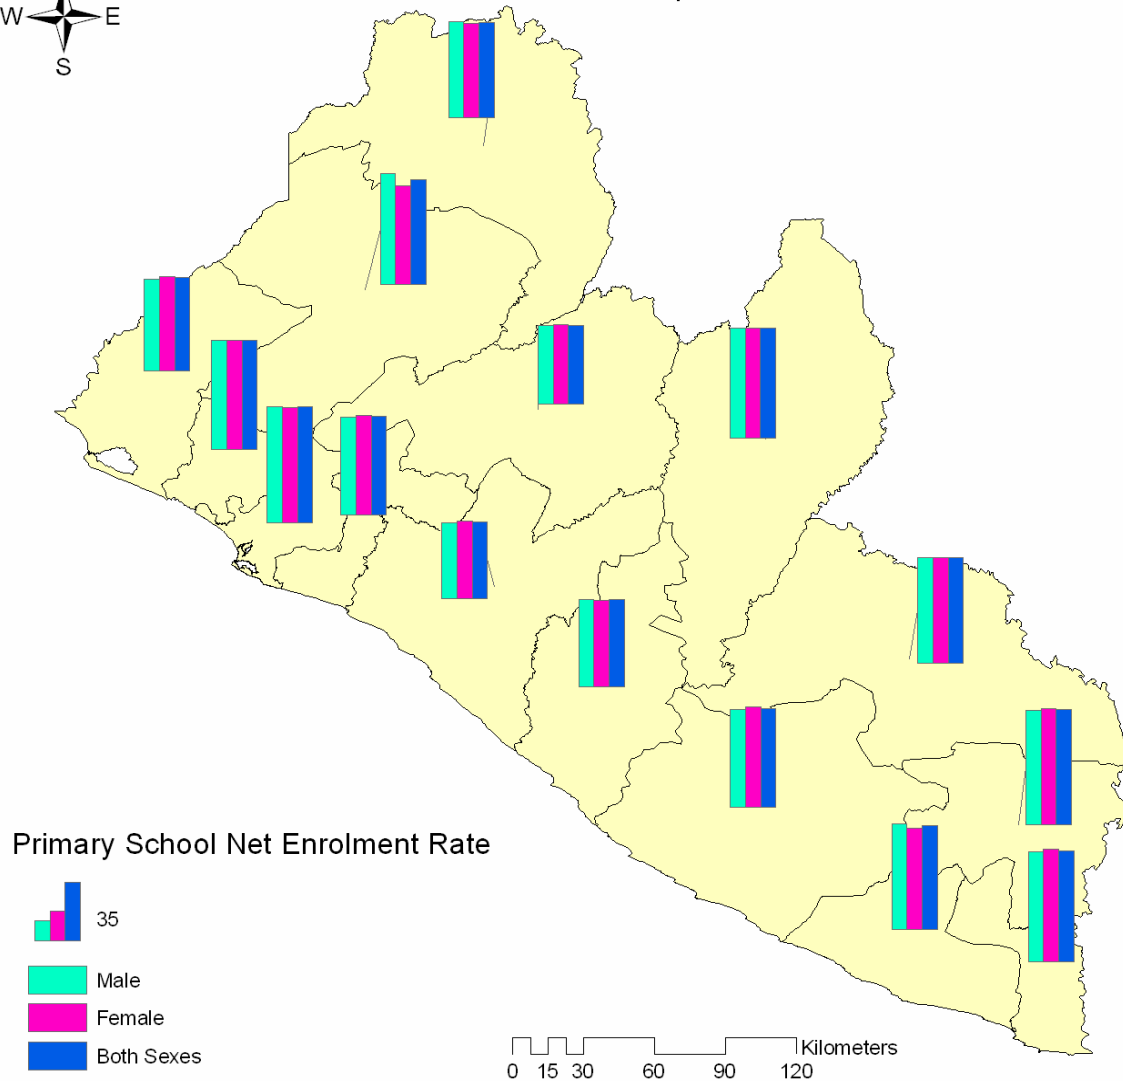 W E
S
Primary School Net Enrolment Rate
35
Male
Female
Both Sexes
Kilometers
0 15 30 60 90 120